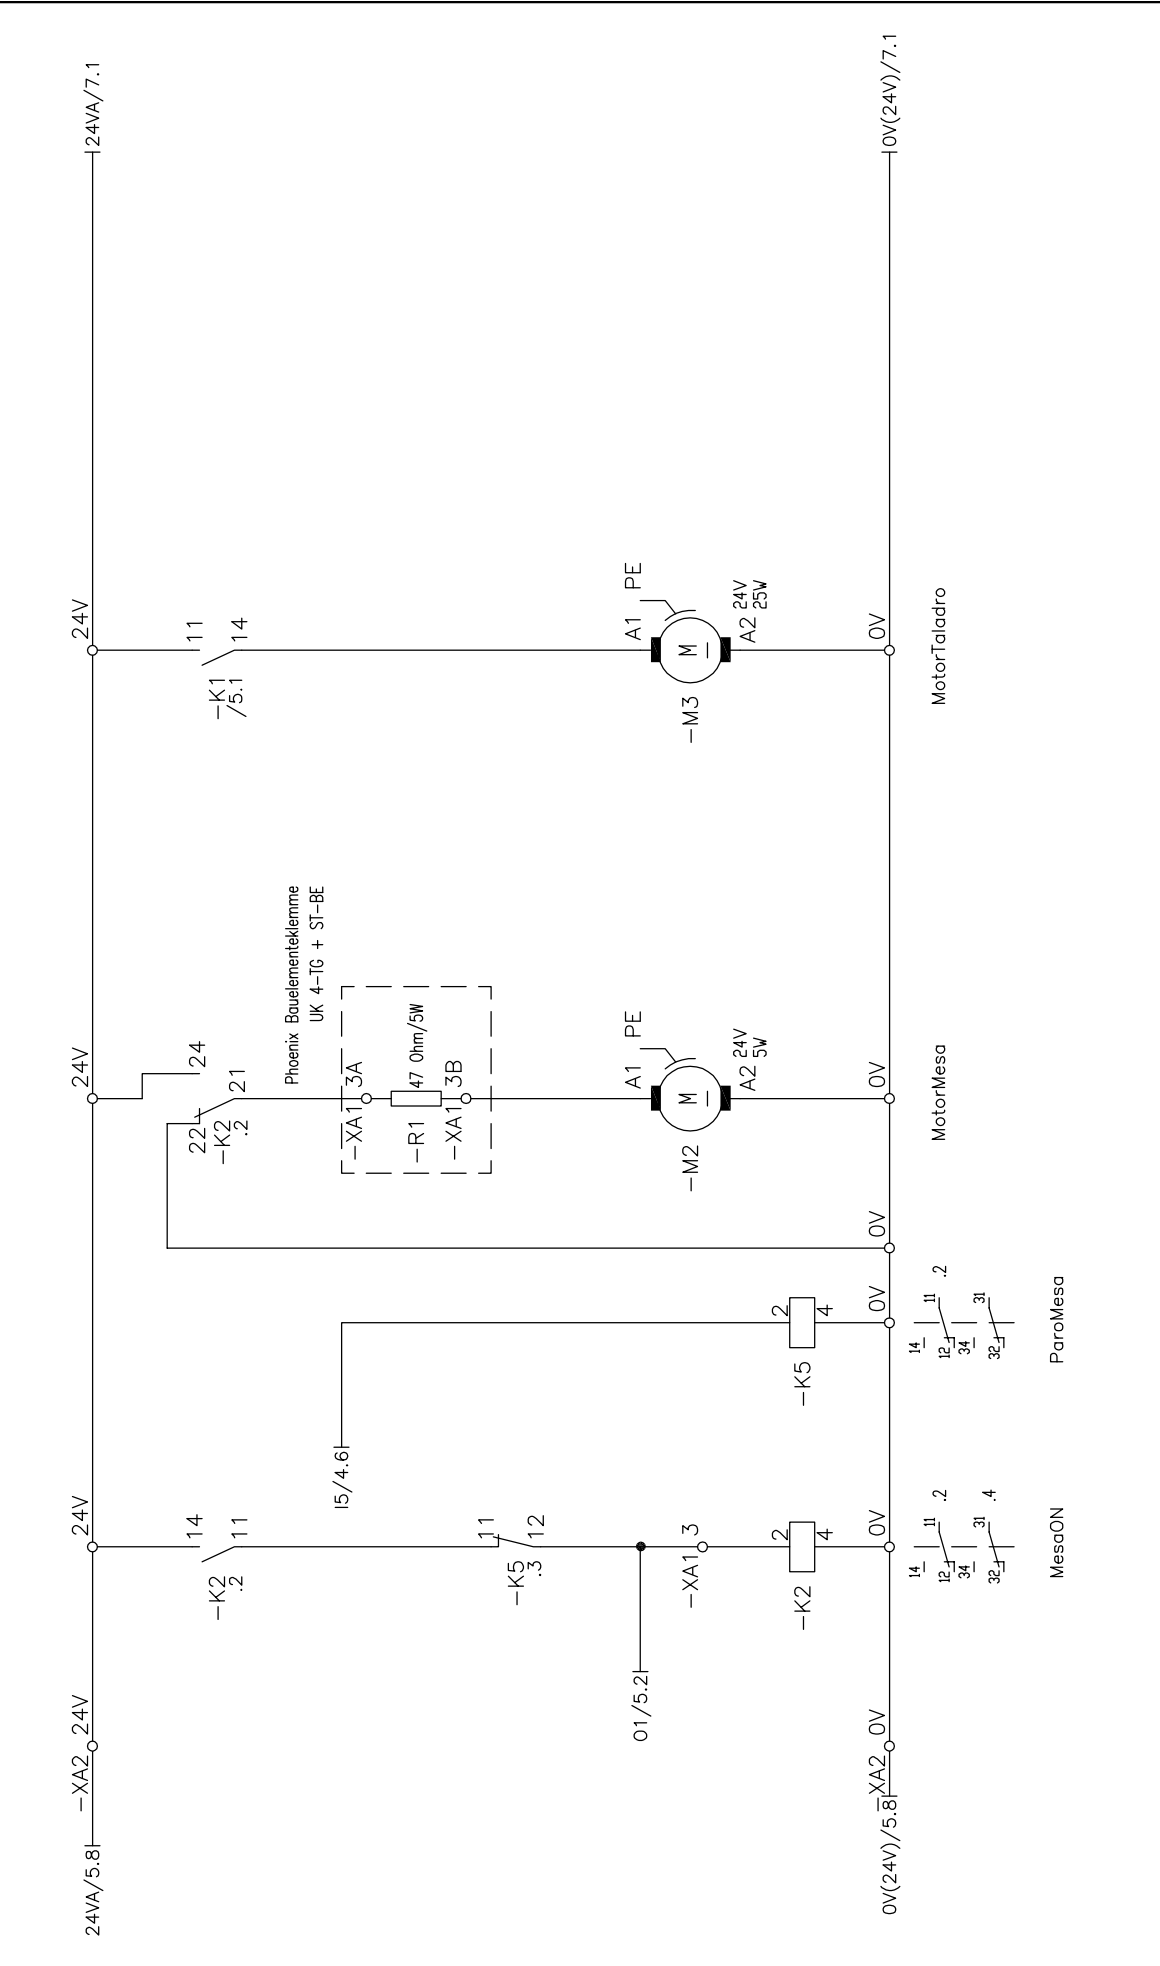 24VA/5.8
-XA2
24V
24V
24V
24V
24VA/7.1
-K2
.2
14
11
22
-K2
.2
24
21
-K1
/5.1
11
14
I5/4.6
-K5
.3
11
12
Phoenix Bauelementeklemme
UK 4-TG + ST-BE
-XA1
3A
-R1
47 Ohm/5W
-XA1
3B
O1/5.2
-XA1
3
-M2
A1
PE
M
A2
24V
5W
-M3
A1
PE
M
A2
24V
25W
-K2
2
4
-K5
2
4
0V(24V)/5.8
-XA2
0V
0V
0V
0V
0V
0V
0V(24V)/7.1
14
11
.2
12
34
31
.4
32
14
11
.2
12
34
31
32
MesaON
ParoMesa
MotorMesa
MotorTaladro